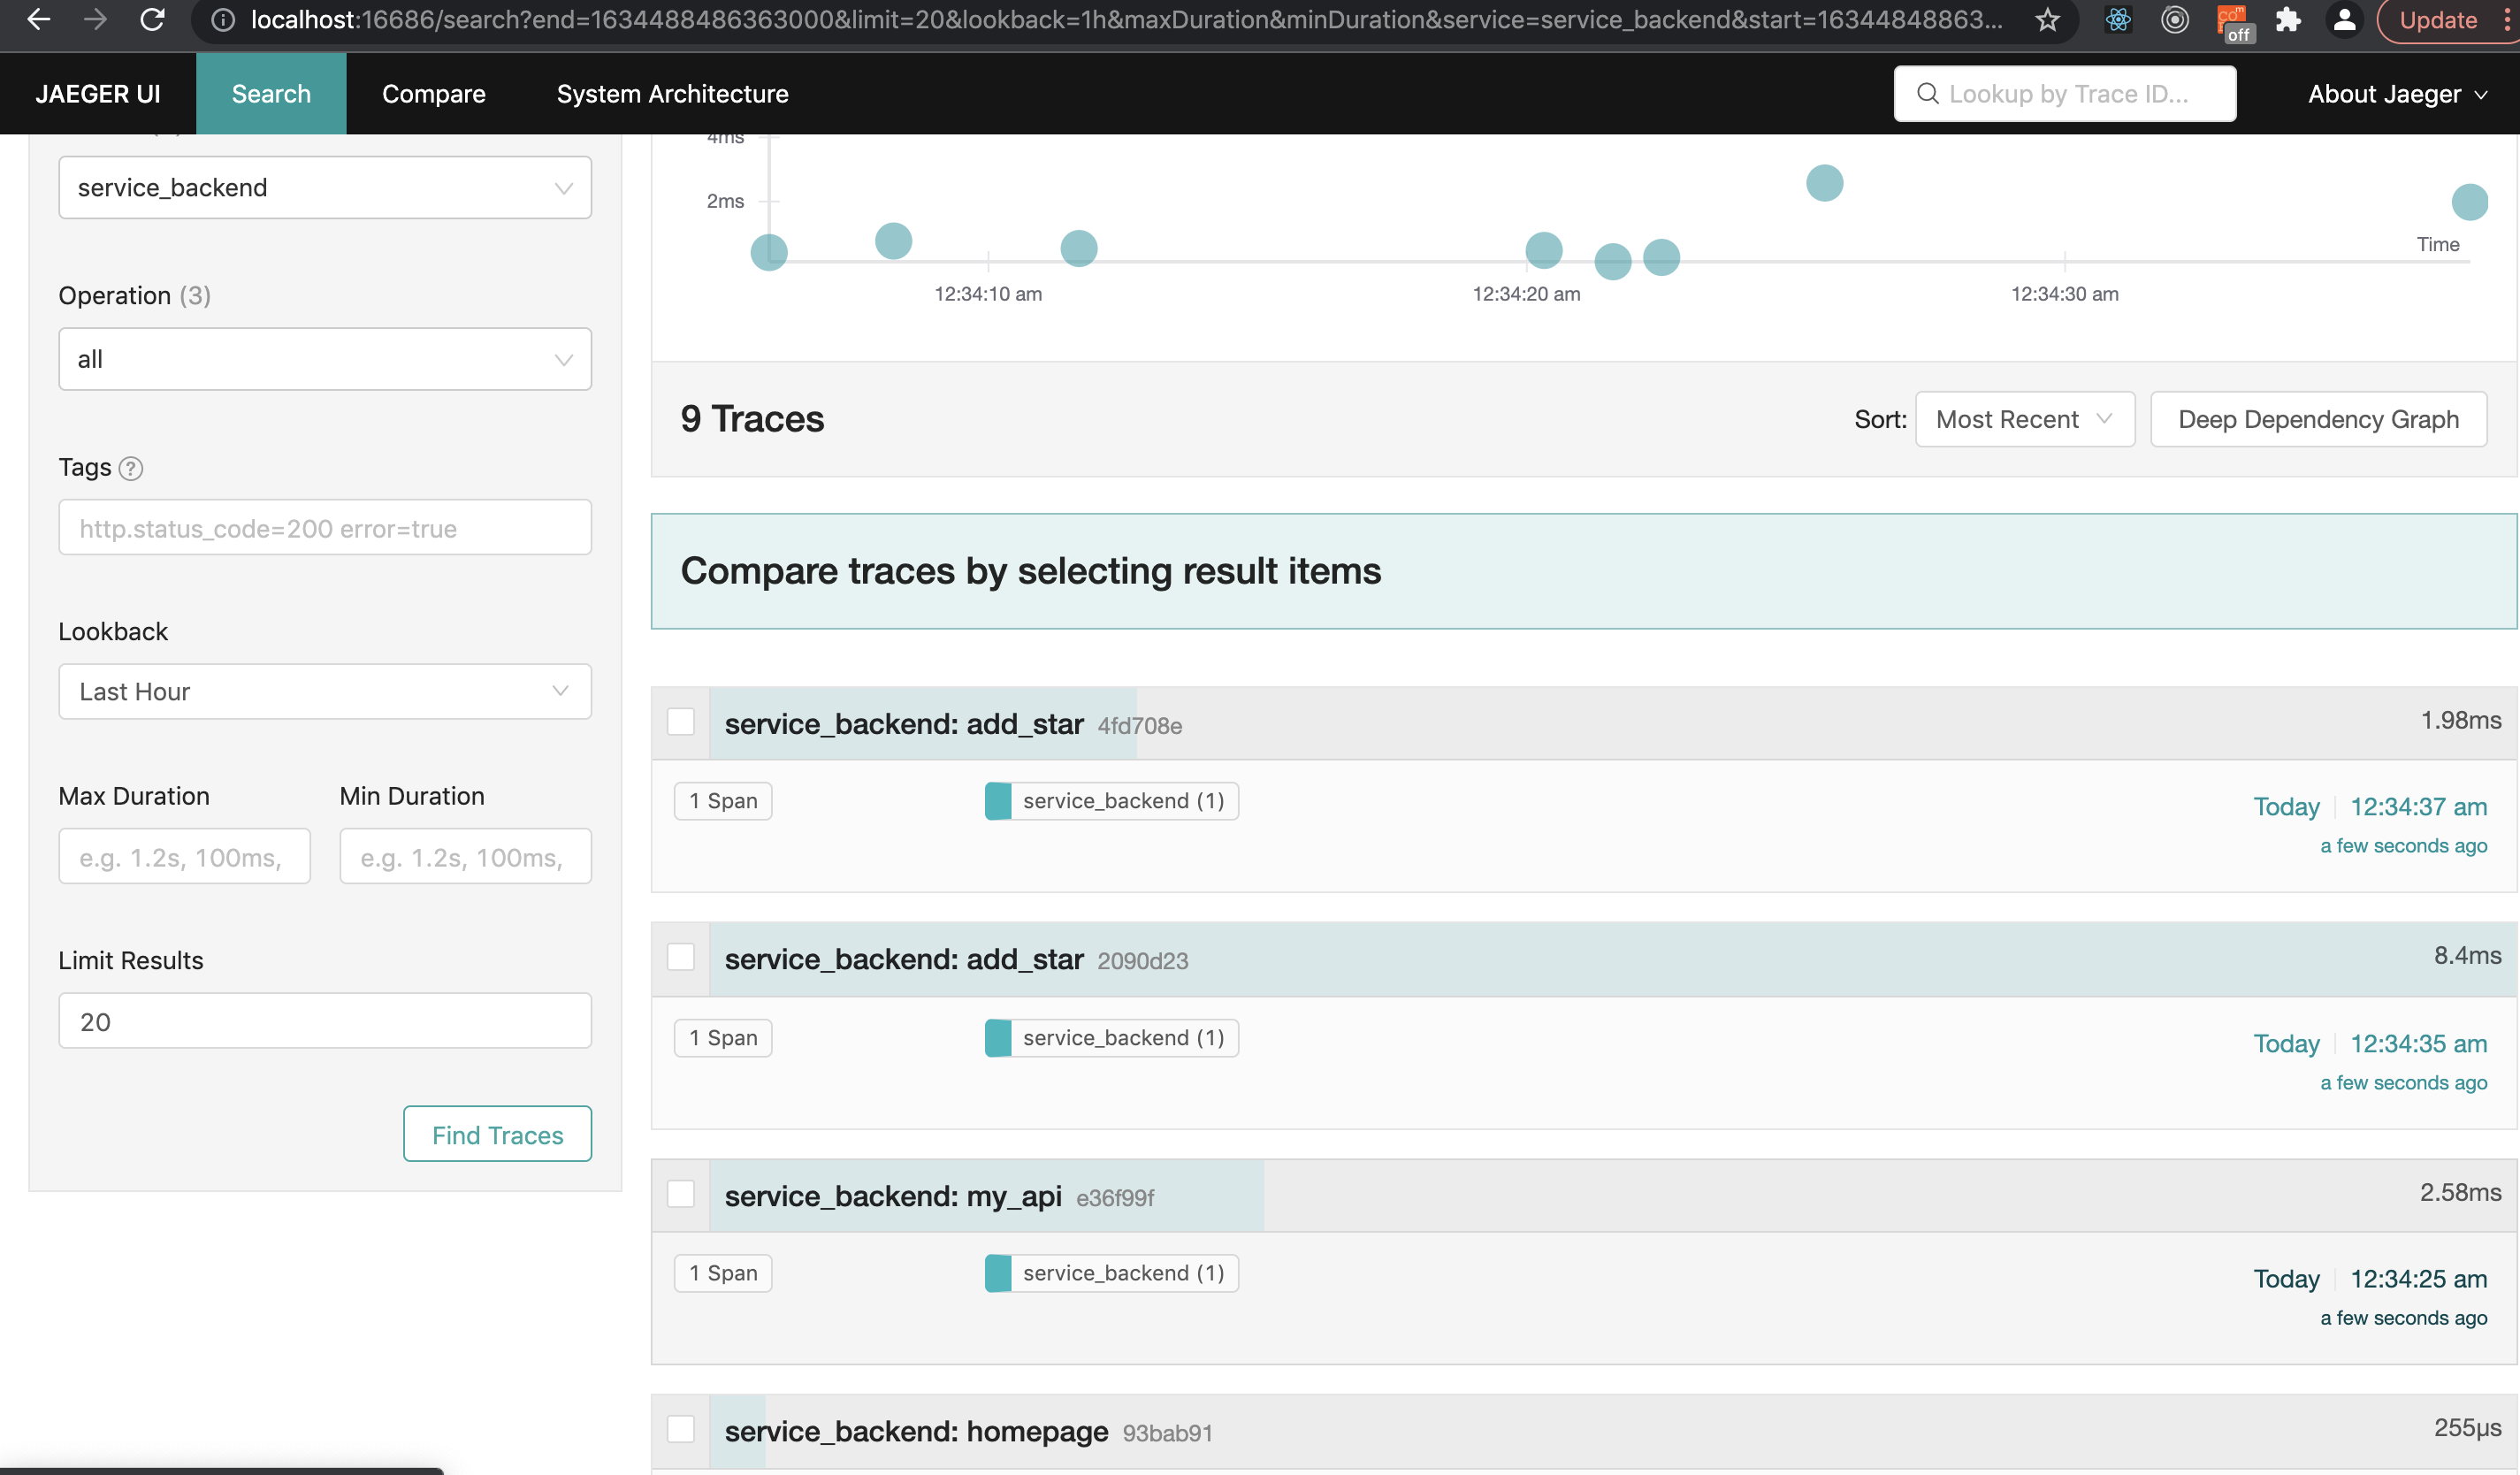 localhost:16686/search?end=1634488486363000&limit=20&lookback=1h&maxDuration&minDuration&service=service_backend&start=16344848863...
off
Update
JAEGER UI
Search
Compare
System Architecture
Lookup by Trace ID...
About Jaeger
service_backend
Operation (3)
all
Tags ?
http.status_code=200 error=true
Lookback
Last Hour
Max Duration
Min Duration
e.g. 1.2s, 100ms,
e.g. 1.2s, 100ms,
Limit Results
20
Find Traces
4ms
2ms
Time
12:34:10 am
12:34:20 am
12:34:30 am
9 Traces
Sort:
Most Recent
Deep Dependency Graph
Compare traces by selecting result items
service_backend: add_star 4fd708e
1.98ms
1 Span
service_backend (1)
Today 12:34:37 am
a few seconds ago
service_backend: add_star 2090d23
8.4ms
1 Span
service_backend (1)
Today 12:34:35 am
a few seconds ago
service_backend: my_api e36f99f
2.58ms
1 Span
service_backend (1)
Today 12:34:25 am
a few seconds ago
service_backend: homepage 93bab91
255μs